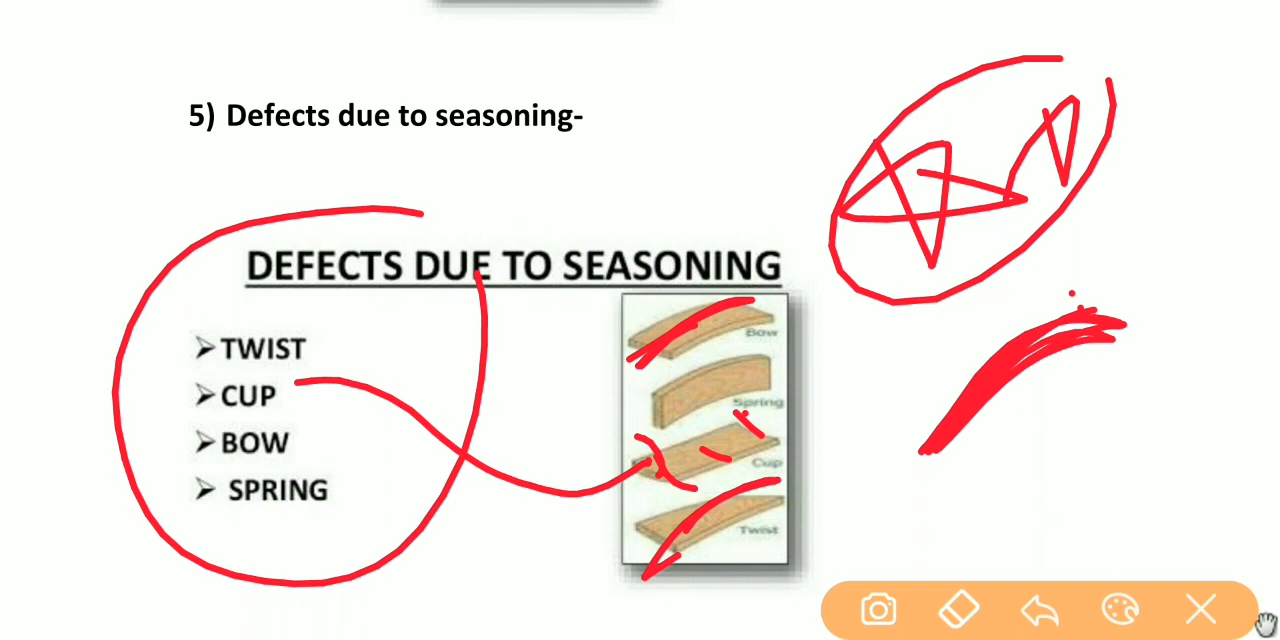 5) Defects due to seasoning-
DEFECTS DUE TO SEASONING
TWIST
CUP
BOW
SPRING
Bow
Spring
Cup
Twist